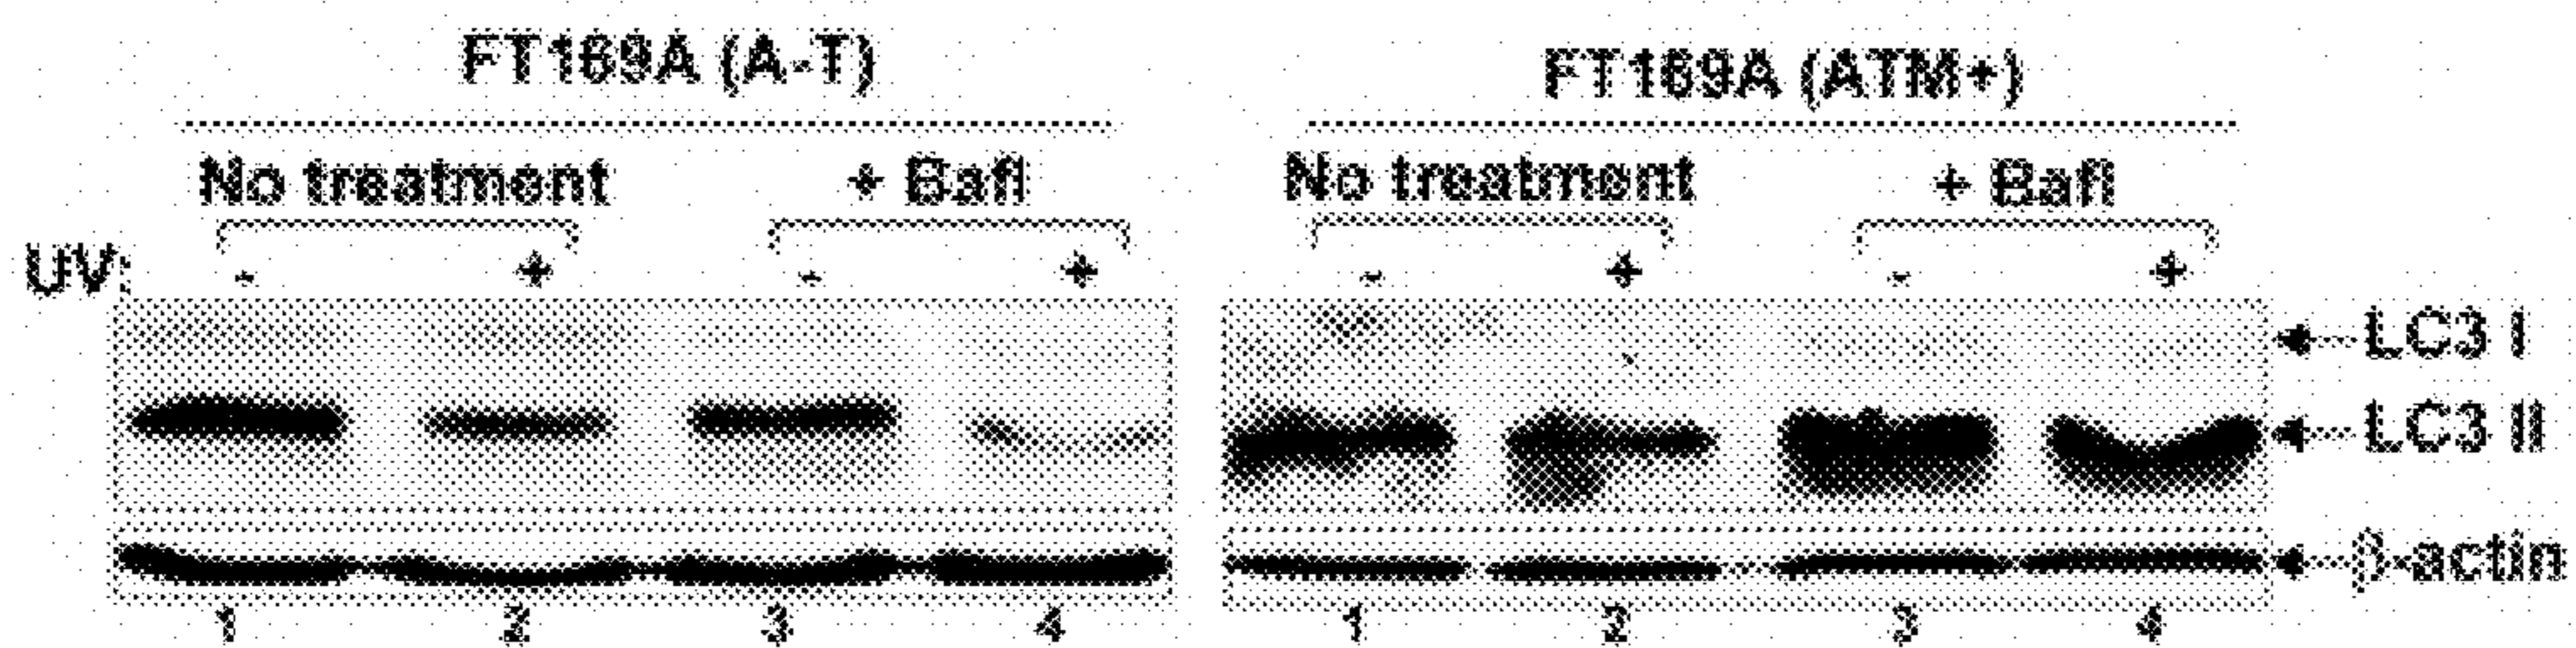 FT169A (A-T) FT169A (ATM+)
No treatment + Bafl No treatment + Bafl
UV: - + - + - + - +
LC3 I
LC3 II
β-actin
1 2 3 4 1 2 3 4